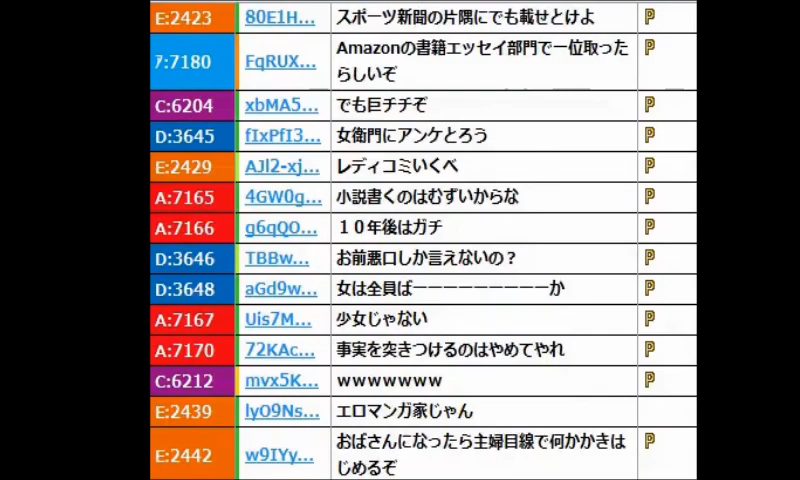 E:2423 80E1H... スポーツ新聞の片隅にでも載せとけよ P
ｱ:7180 FqRUX... Amazonの書籍エッセイ部門で一位取った P
らしいぞ
C:6204 xbMA5... でも巨チチぞ P
D:3645 fIxPfI3... 女衛門にアンケとろう P
E:2429 AJl2-xj... レディコミいくべ P
A:7165 4GW0g... 小説書くのはむずいからな P
A:7166 g6qQO... １０年後はガチ P
D:3646 TBBw... お前悪口しか言えないの？ P
D:3648 aGd9w... 女は全員ばーーーーーーーーーか P
A:7167 Uis7M... 少女じゃない P
A:7170 72KAc... 事実を突きつけるのはやめてやれ P
C:6212 mvx5K... ｗｗｗｗｗｗｗ P
E:2439 lyO9Ns... エロマンガ家じゃん
E:2442 w9IYy... おばさんになったら主婦目線で何かかきは P
じめるぞ